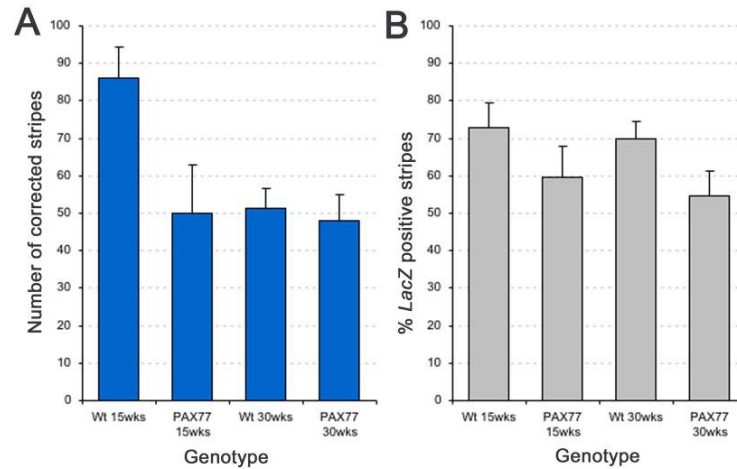 A
Number of corrected stripes
100
90
80
70
60
50
40
30
20
10
0
Wt 15wks
PAX77
15wks
Wt 30wks
PAX77
30wks
Genotype
B
% LacZ positive stripes
100
90
80
70
60
50
40
30
20
10
0
Wt 15wks
PAX77
15wks
Wt 30wks
PAX77
30wks
Genotype